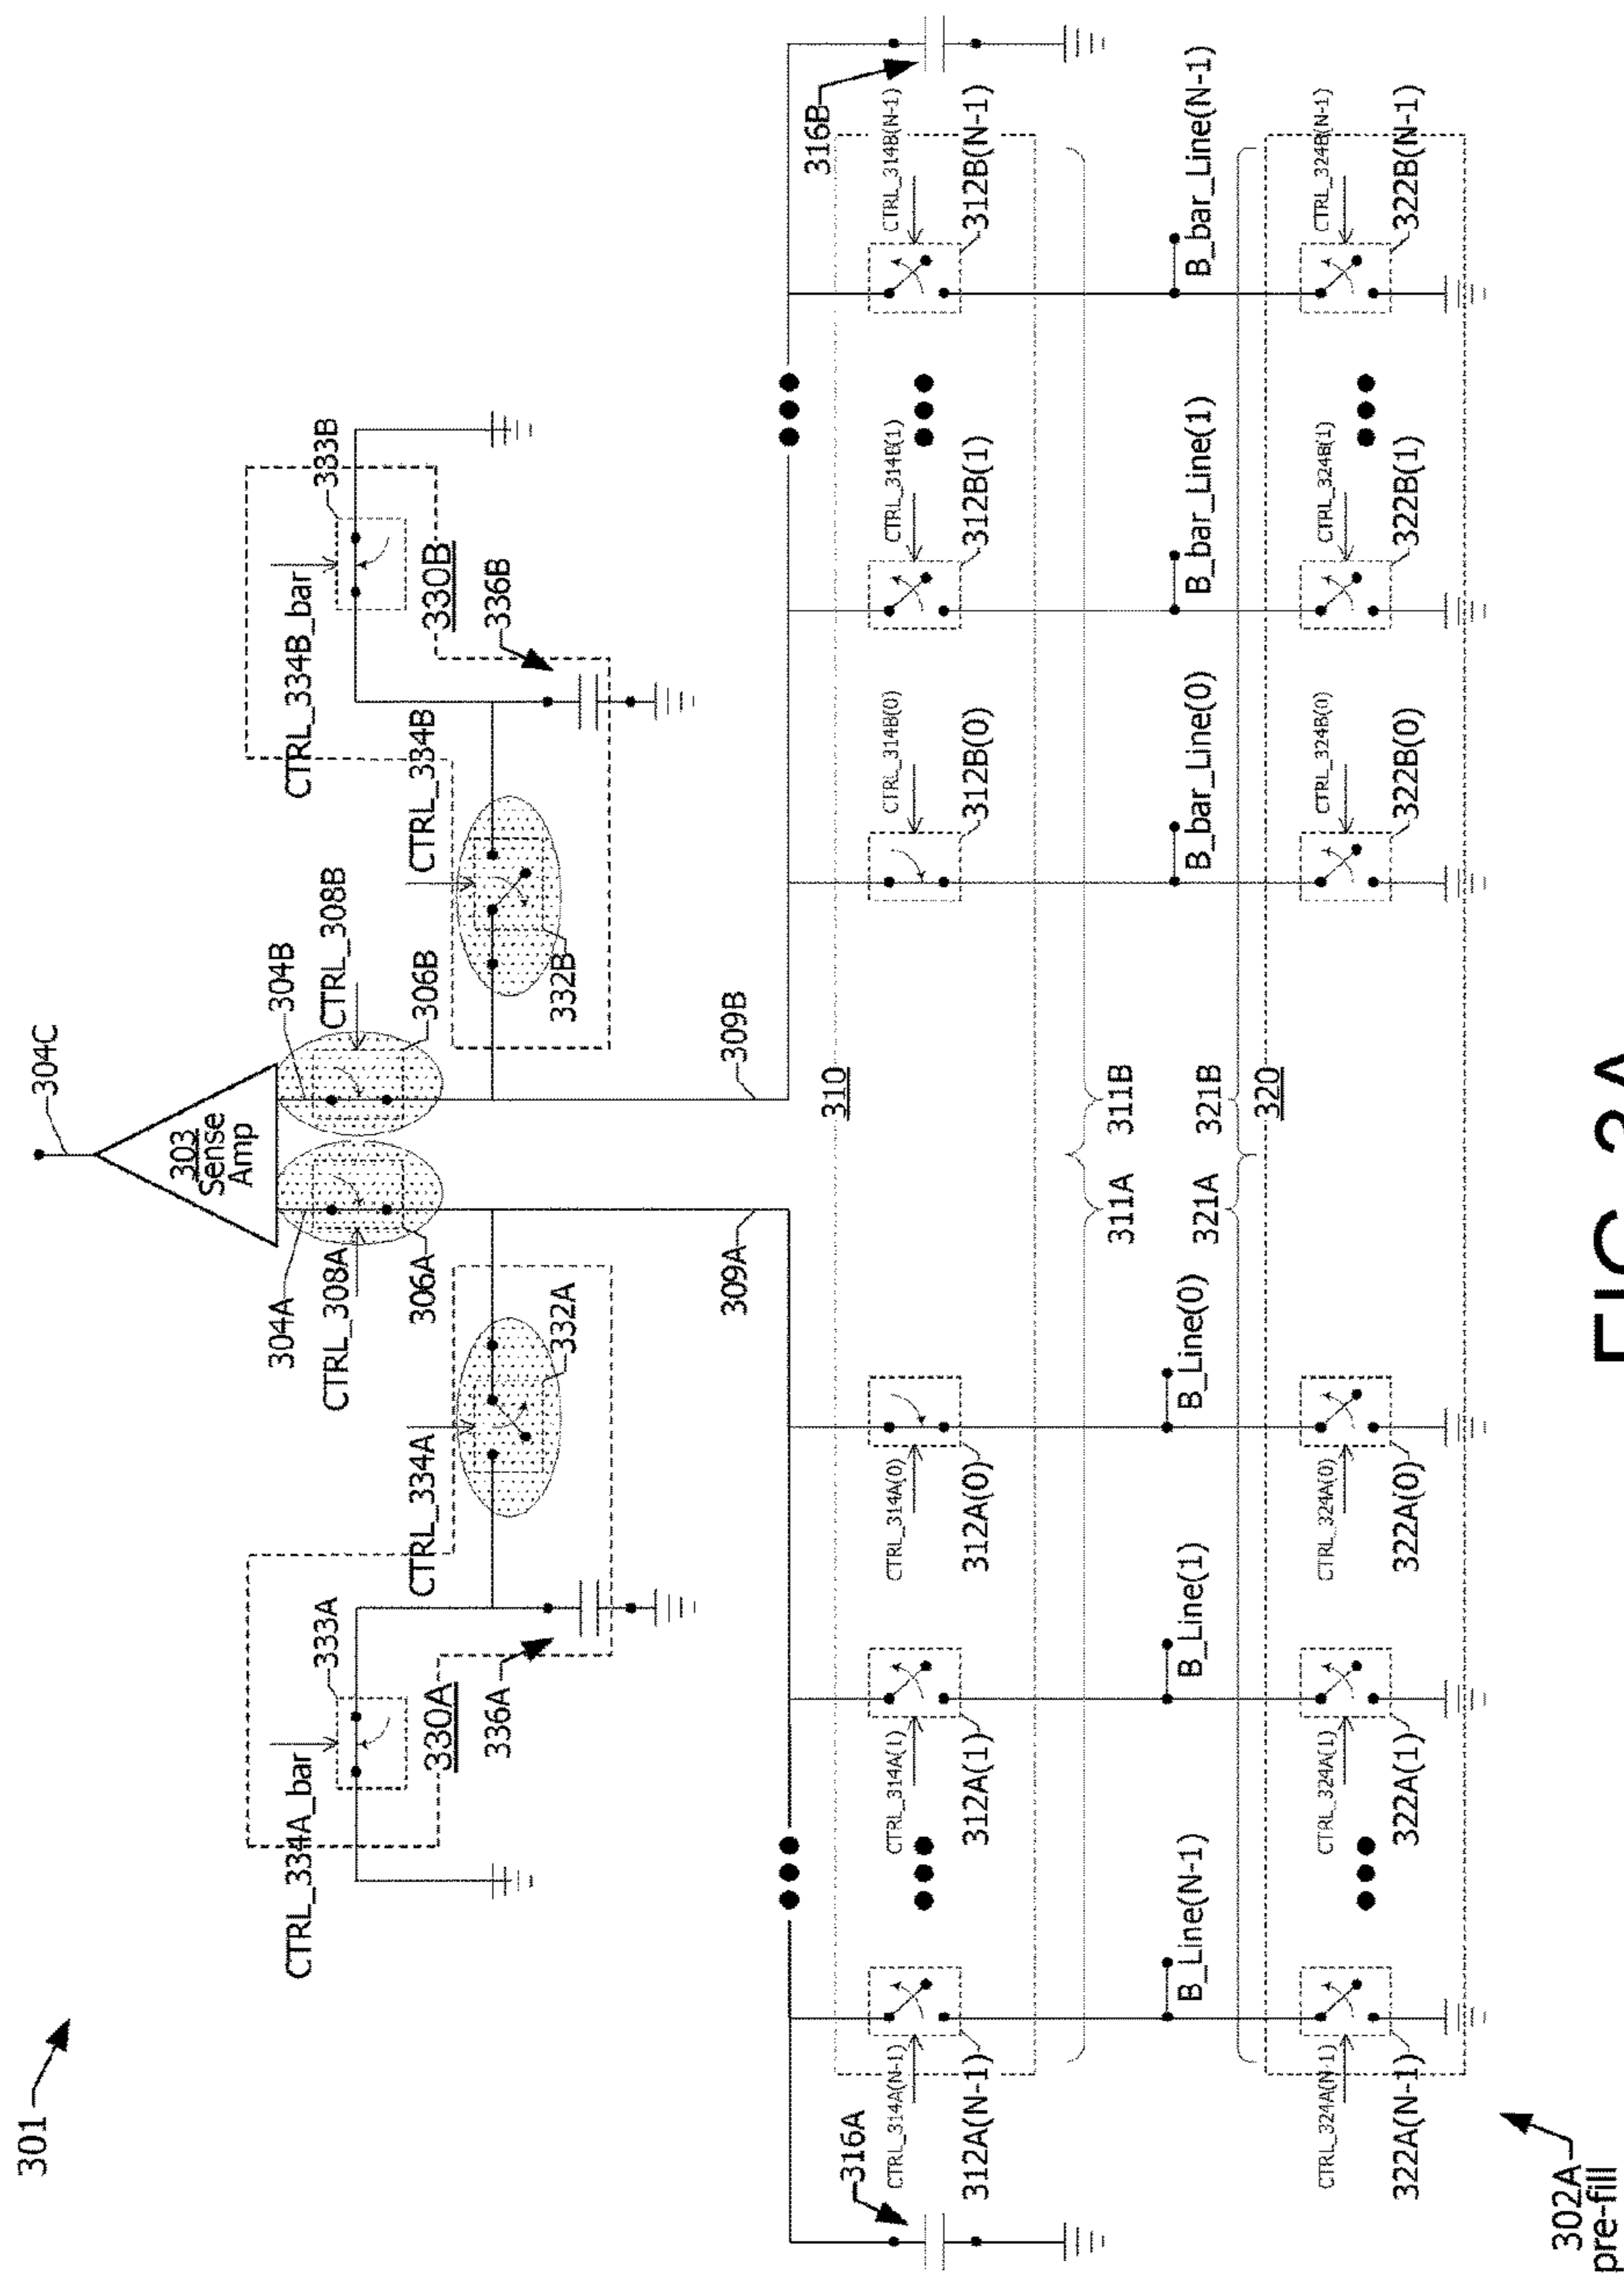 301
304C
303
Sense
Amp
304A
304B
CTRL_308A
CTRL_308B
306A
306B
CTRL_334A_bar
333A
330A
336A
CTRL_334A
332A
CTRL_334B_bar
333B
330B
336B
CTRL_334B
332B
309A
309B
310
316A
316B
CTRL_314A(N-1)
CTRL_314A(1)
CTRL_314A(0)
CTRL_314B(0)
CTRL_314B(1)
CTRL_314B(N-1)
312A(N-1)
312A(1)
312A(0)
312B(0)
312B(1)
312B(N-1)
311A
311B
B_Line(N-1)
B_Line(1)
B_Line(0)
B_bar_Line(0)
B_bar_Line(1)
B_bar_Line(N-1)
321A
321B
320
CTRL_324A(N-1)
CTRL_324A(1)
CTRL_324A(0)
CTRL_324B(0)
CTRL_324B(1)
CTRL_324B(N-1)
322A(N-1)
322A(1)
322A(0)
322B(0)
322B(1)
322B(N-1)
302A
pre-fill